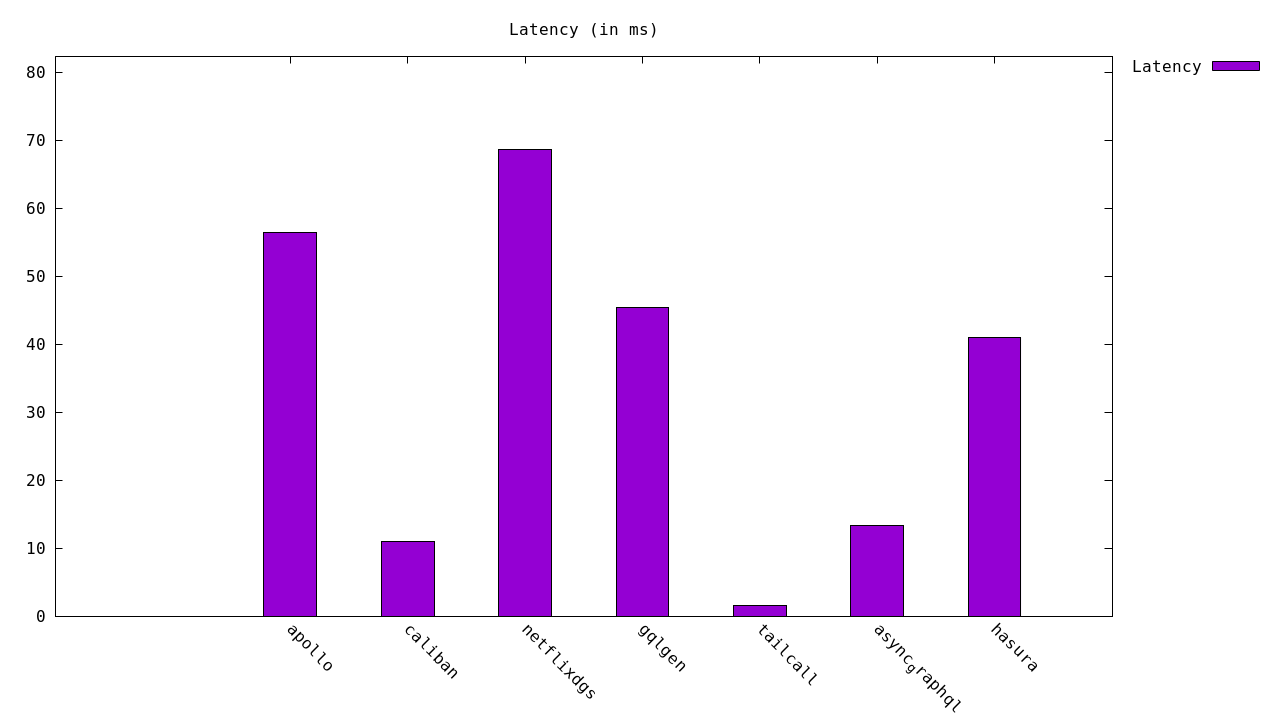 Latency (in ms)
Latency
80
70
60
50
40
30
20
10
0
apollo
caliban
netflixdgs
gqlgen
tailcall
asyncgraphql
hasura